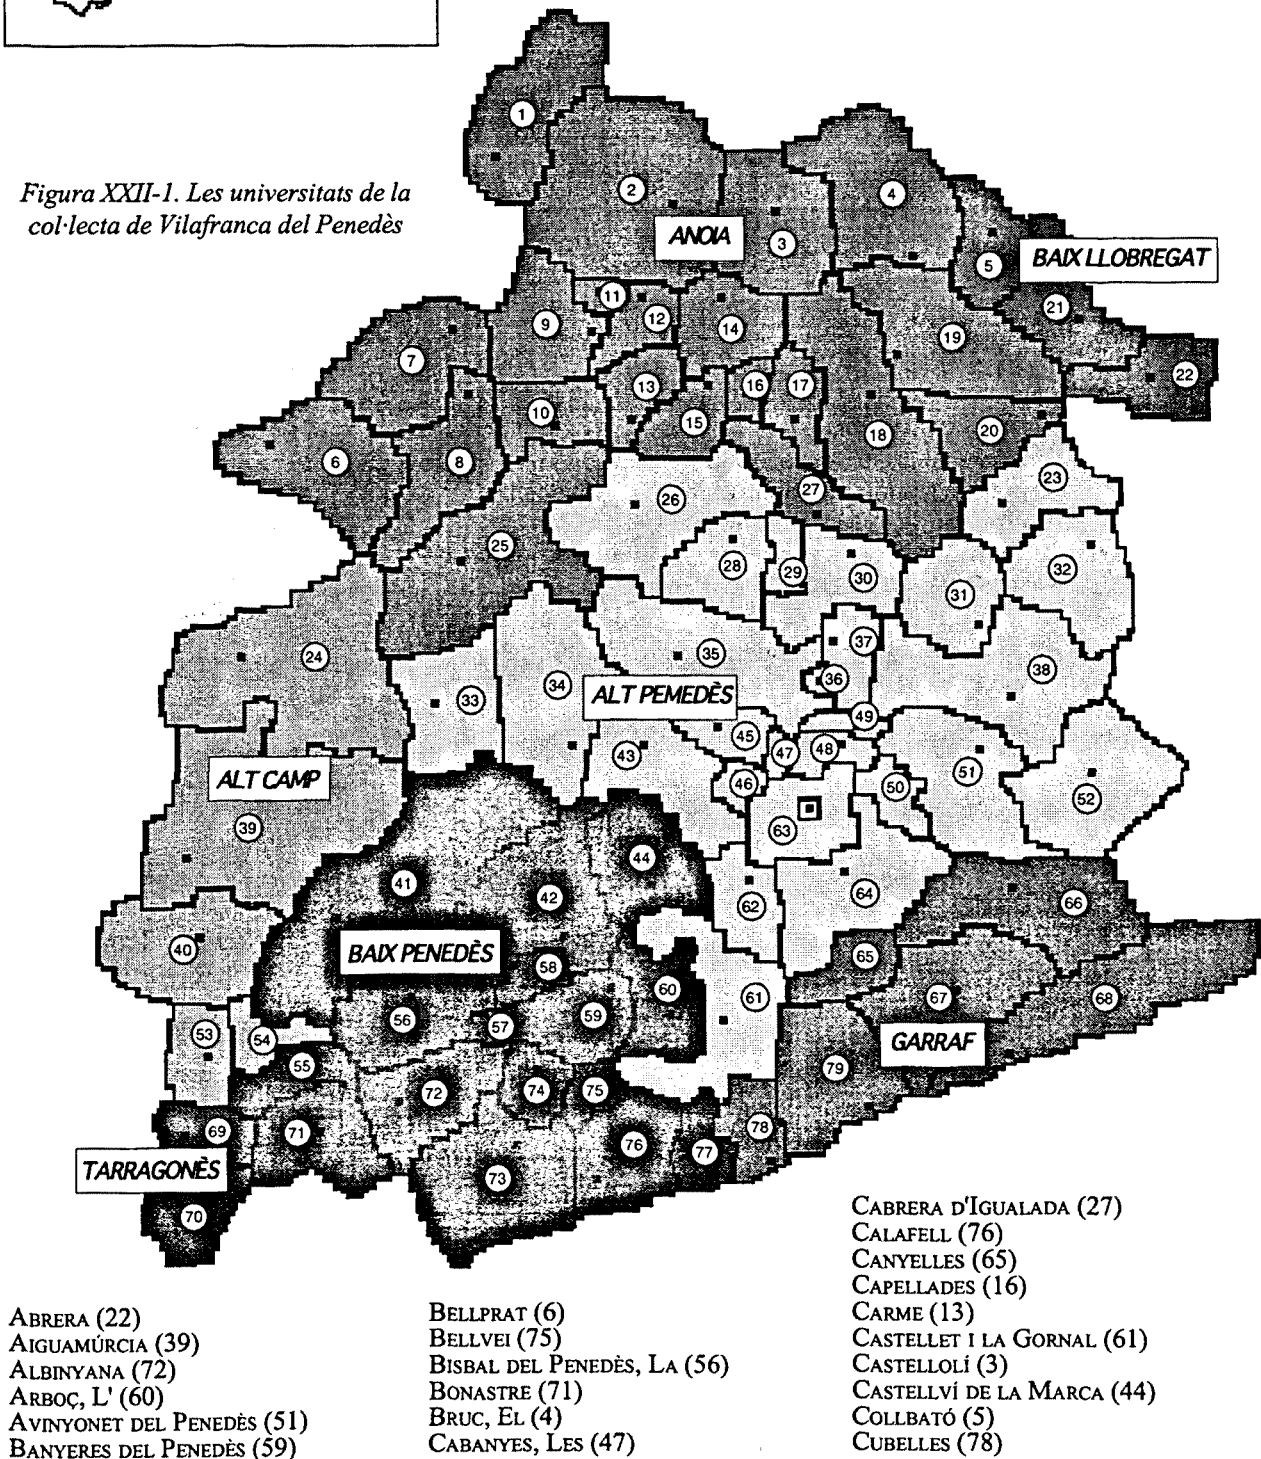 Figura XXII-1. Les universitats de la
col·lecta de Vilafranca del Penedès
1
2
3
4
ANOIA
5
BAIX LLOBREGAT
21
22
11
9
12
14
19
7
13
16
17
10
15
18
20
6
8
26
27
23
25
28
29
30
31
32
24
33
34
35
37
36
38
ALT PEMEDÈS
49
45
47
48
43
46
50
51
52
ALT CAMP
39
63
44
41
42
62
64
66
40
BAIX PENEDÈS
58
65
60
61
67
68
56
57
59
53
54
GARRAF
55
72
74
75
79
69
71
76
78
77
TARRAGONÈS
73
70
ABRERA (22)
AIGUAMÚRCIA (39)
ALBINYANA (72)
ARBOÇ, L' (60)
AVINYONET DEL PENEDÈS (51)
BANYERES DEL PENEDÈS (59)
BELLPRAT (6)
BELLVEI (75)
BISBAL DEL PENEDÈS, LA (56)
BONASTRE (71)
BRUC, EL (4)
CABANYES, LES (47)
CABRERA D'IGUALADA (27)
CALAFELL (76)
CANYELLES (65)
CAPELLADES (16)
CARME (13)
CASTELLET I LA GORNAL (61)
CASTELLOLÍ (3)
CASTELLVÍ DE LA MARCA (44)
COLLBATÓ (5)
CUBELLES (78)